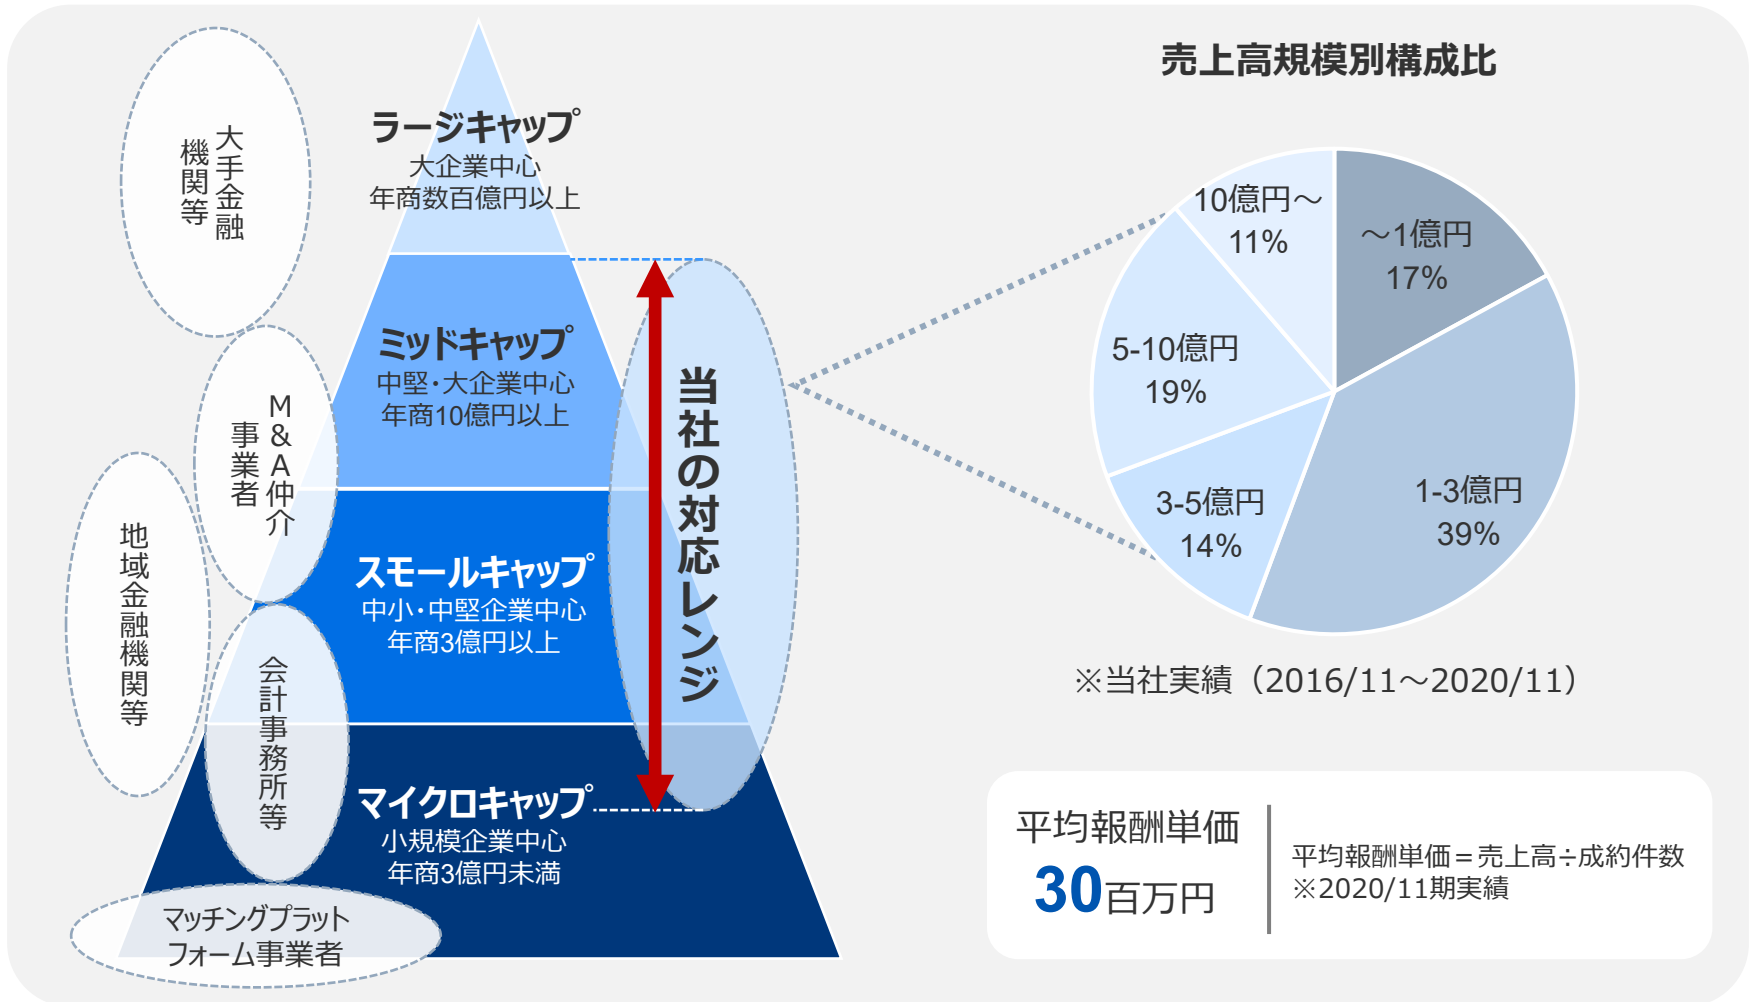 大手金融
機関等
M&A仲介
事業者
地域金融機関等
会計事務所等
マッチングプラット
フォーム事業者
ラージキャップ
大企業中心
年商数百億円以上
ミッドキャップ
中堅・大企業中心
年商10億円以上
スモールキャップ
中小・中堅企業中心
年商3億円以上
マイクロキャップ
小規模企業中心
年商3億円未満
当社の対応レンジ
売上高規模別構成比
10億円～
11%
～1億円
17%
5-10億円
19%
3-5億円
14%
1-3億円
39%
※当社実績（2016/11～2020/11）
平均報酬単価
30百万円
平均報酬単価＝売上高÷成約件数
※2020/11期実績